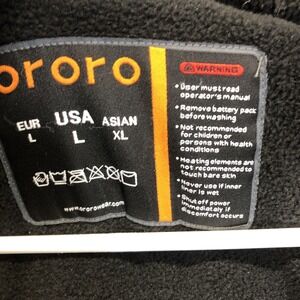 ororo
EUR USA ASIAN
L L XL
www.ororowear.com
WARNING
• User must read
operator's manual
• Remove battery pack
before washing
• Not recommended
for children or
persons with health
conditions
• Heating elements are
not recommended to
touch bare skin
• Never use if inner
liner is wet
• Shut off power
immediately if
discomfort occurs